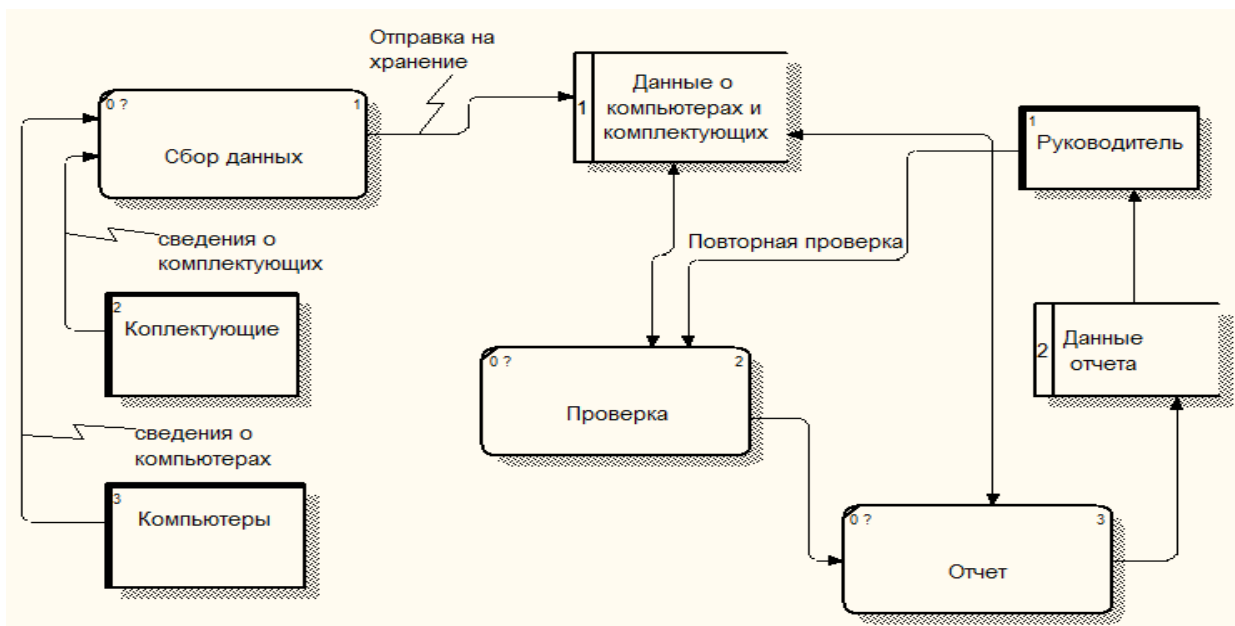 Отправка на
хранение
0 ?
1
Сбор данных
1
Данные о
компьютерах и
комплектующих
1
Руководитель
сведения о
комплектующих
Повторная проверка
2
Коплектующие
2
Данные
отчета
0 ?
2
Проверка
сведения о
компьютерах
3
Компьютеры
0 ?
3
Отчет